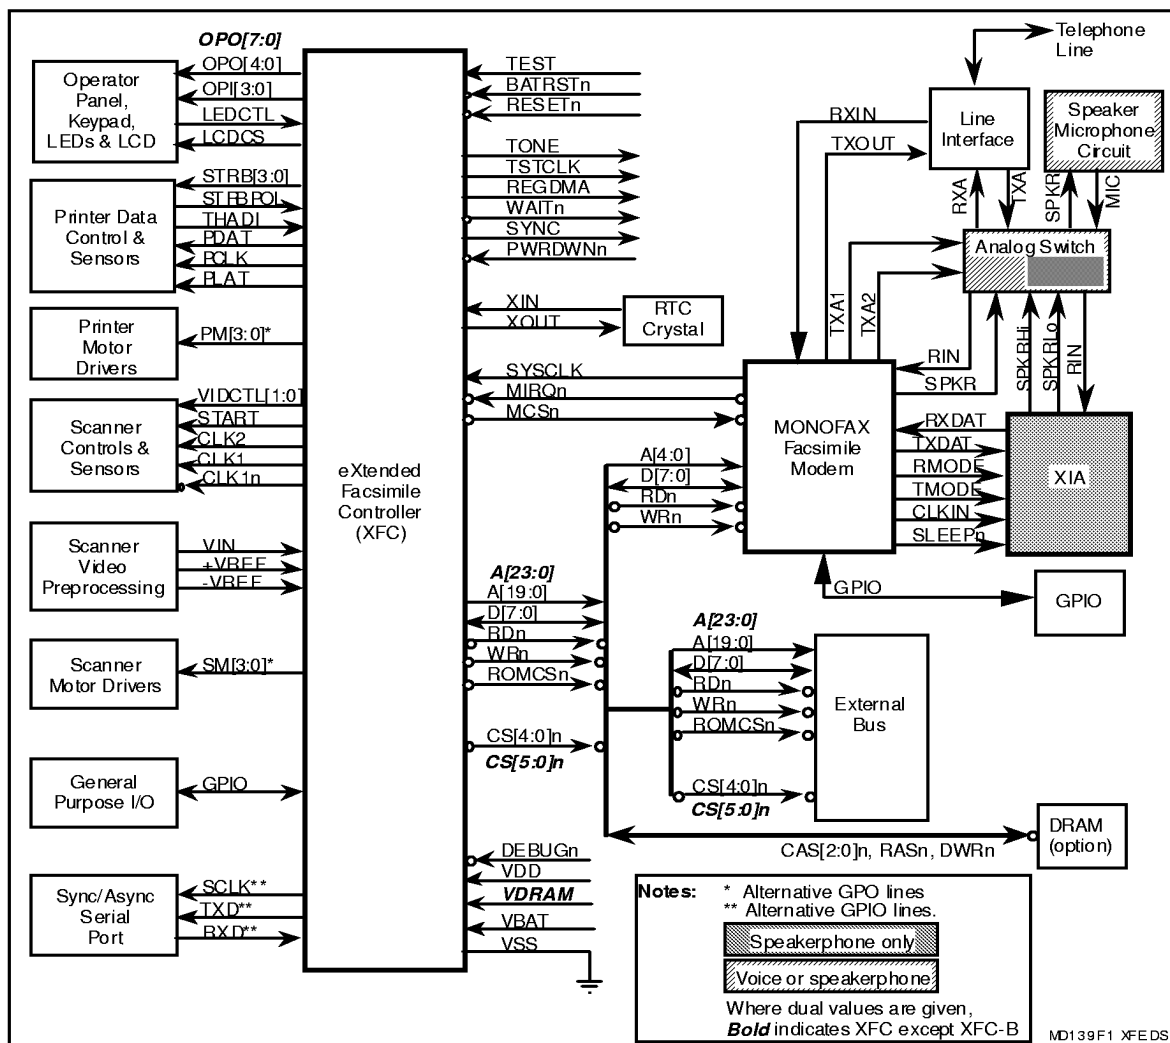 OPO[7:0]
Operator
Panel,
Keypad,
LEDs & LCD
OPO[4:0]
OPI[3:0]
LEDCTL
LCDCS
Printer Data
Control &
Sensors
STRB[3:0]
STRBPOL
THADI
PDAT
PCLK
PLAT
Printer
Motor
Drivers
PM[3:0]*
Scanner
Controls &
Sensors
VIDCTL[1:0]
START
CLK2
CLK1
CLK1n
Scanner
Video
Preprocessing
VIN
+VREF
-VREF
Scanner
Motor Drivers
SM[3:0]*
General
Purpose I/O
GPIO
Sync/Async
Serial
Port
SCLK**
TXD**
RXD**
eXtended
Facsimile
Controller
(XFC)
TEST
BATRSTn
RESETn
TONE
TSTCLK
REGDMA
WAITn
SYNC
PWRDWNn
XIN
XOUT
RTC
Crystal
SYSCLK
MIRQn
MCSn
A[23:0]
A[19:0]
D[7:0]
RDn
WRn
ROMCSn
CS[4:0]n
CS[5:0]n
DEBUGn
VDD
VDRAM
VBAT
VSS
A[4:0]
D[7:0]
RDn
WRn
MONOFAX
Facsimile
Modem
RXIN
TXOUT
TXA1
TXA2
Telephone
Line
Line
Interface
Speaker
Microphone
Circuit
RXA
TXA
SPKR
MIC
Analog Switch
RIN
SPKR
SPKRHi
SPKRLo
RIN
RXDAT
TXDAT
RMODE
TMODE
CLKIN
SLEEPn
XIA
GPIO
GPIO
A[23:0]
A[19:0]
D[7:0]
RDn
WRn
ROMCSn
CS[4:0]n
CS[5:0]n
External
Bus
CAS[2:0]n, RASn, DWRn
DRAM
(option)
Notes:
* Alternative GPO lines
** Alternative GPIO lines.
Speakerphone only
Voice or speakerphone
Where dual values are given,
Bold indicates XFC except XFC-B
MD139F1 XFEDS